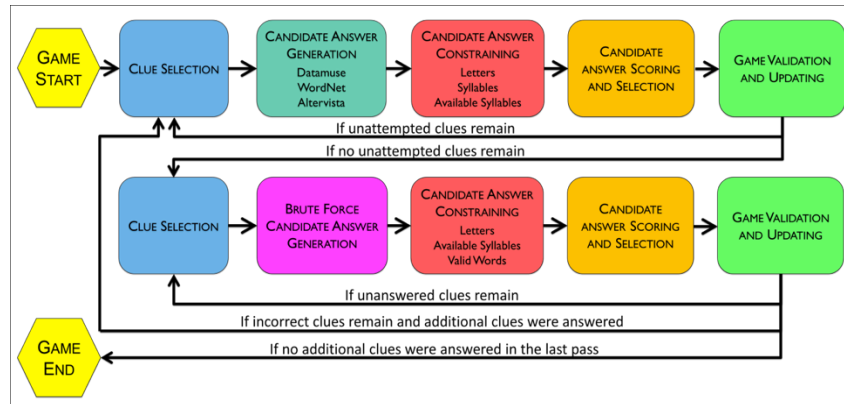 GAME
START
CLUE SELECTION
CANDIDATE ANSWER
GENERATION
Datamuse
WordNet
Altervista
CANDIDATE ANSWER
CONSTRAINING
Letters
Syllables
Available Syllables
CANDIDATE
ANSWER SCORING
AND SELECTION
GAME VALIDATION
AND UPDATING
If unattempted clues remain
If no unattempted clues remain
CLUE SELECTION
BRUTE FORCE
CANDIDATE ANSWER
GENERATION
CANDIDATE ANSWER
CONSTRAINING
Letters
Available Syllables
Valid Words
CANDIDATE
ANSWER SCORING
AND SELECTION
GAME VALIDATION
AND UPDATING
If unanswered clues remain
If incorrect clues remain and additional clues were answered
If no additional clues were answered in the last pass
GAME
END